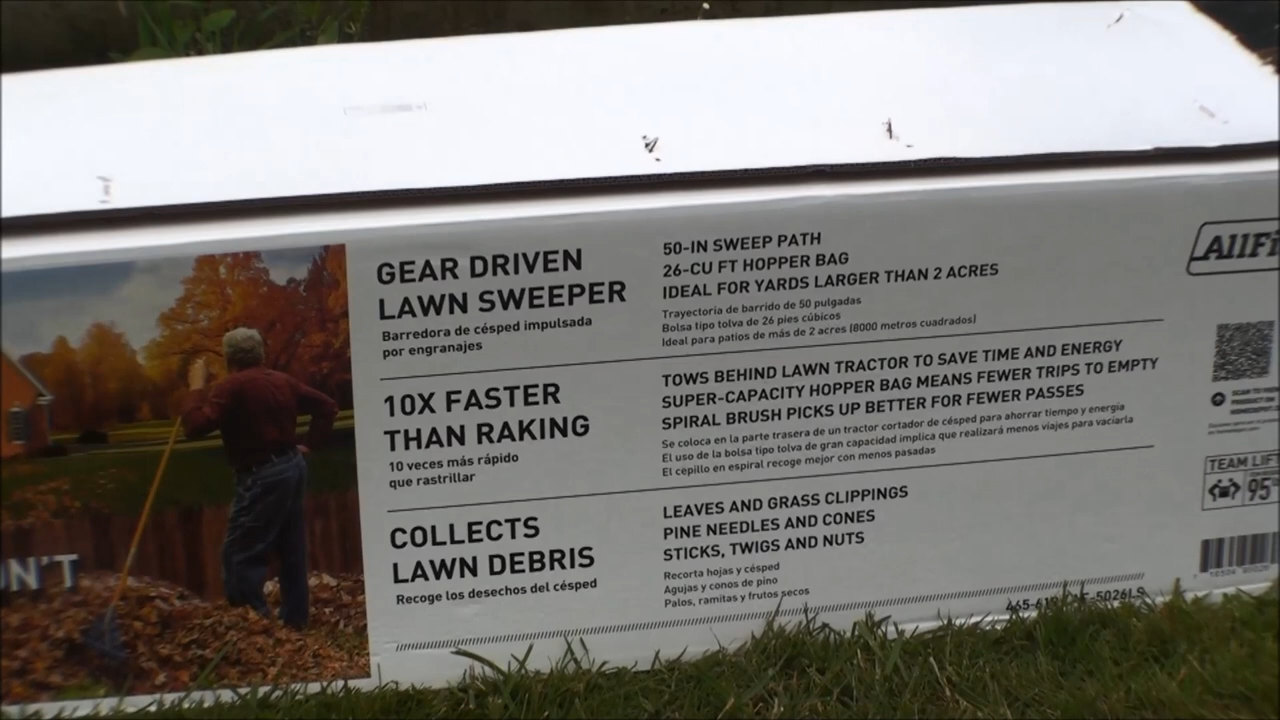 GEAR DRIVEN
LAWN SWEEPER
Barredora de césped impulsada
por engranajes
50-IN SWEEP PATH
26-CU FT HOPPER BAG
IDEAL FOR YARDS LARGER THAN 2 ACRES
Trayectoria de barrido de 50 pulgadas
Bolsa tipo tolva de 26 pies cúbicos
Ideal para patios de más de 2 acres (8000 metros cuadrados)
10X FASTER
THAN RAKING
10 veces más rápido
que rastrillar
TOWS BEHIND LAWN TRACTOR TO SAVE TIME AND ENERGY
SUPER-CAPACITY HOPPER BAG MEANS FEWER TRIPS TO EMPTY
SPIRAL BRUSH PICKS UP BETTER FOR FEWER PASSES
Se coloca en la parte trasera de un tractor cortador de césped para ahorrar tiempo y energía
El uso de la bolsa tipo tolva de gran capacidad implica que realizará menos viajes para vaciarla
El cepillo en espiral recoge mejor con menos pasadas
COLLECTS
LAWN DEBRIS
Recoge los desechos del césped
LEAVES AND GRASS CLIPPINGS
PINE NEEDLES AND CONES
STICKS, TWIGS AND NUTS
Recorta hojas y césped
Agujas y conos de pino
Palos, ramitas y frutos secos
ON'T
AllFi
TEAM LIFT
95